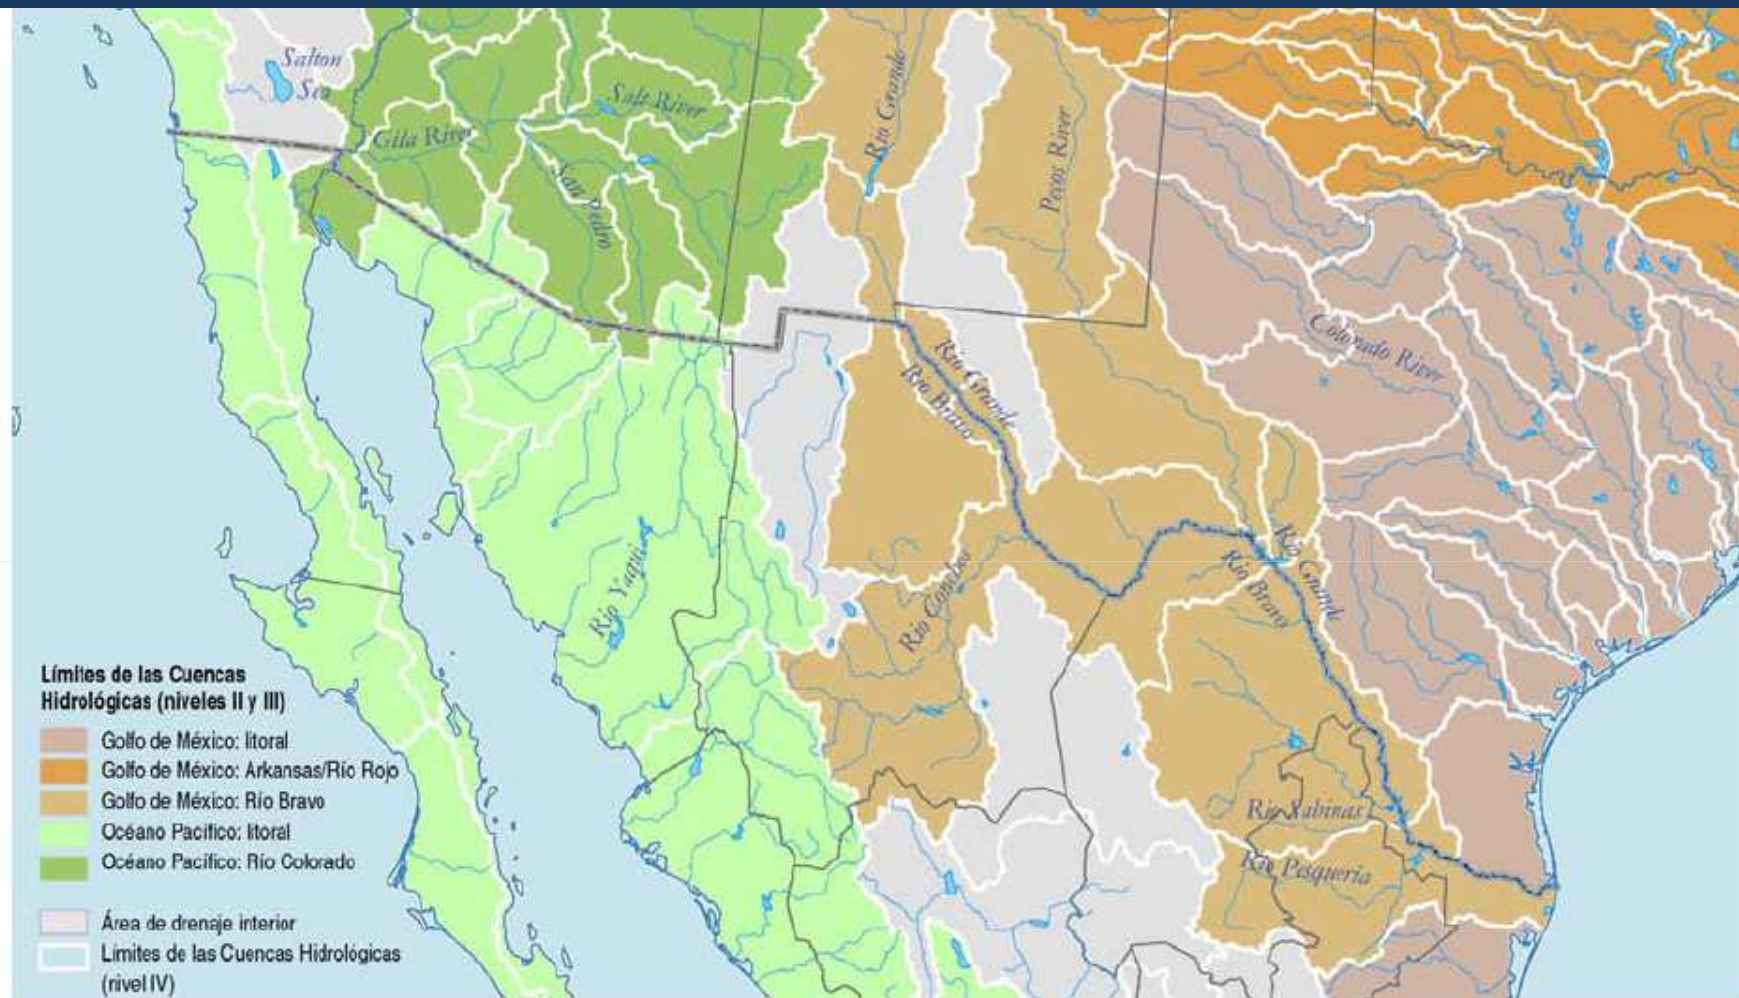 Salton
Sea
Gila River
Salt River
San Pedro
Rio Grande
Pecos River
Colorado River
Rio Grande
Rio Bravo
Río Yaqui
Río Conchos
Río Grande
Río Bravo
Río Sabinas
Río Pesquería
Límites de las Cuencas
Hidrológicas (niveles II y III)
Golfo de México: litoral
Golfo de México: Arkansas/Río Rojo
Golfo de México: Río Bravo
Océano Pacífico: litoral
Océano Pacífico: Río Colorado
Área de drenaje interior
Límites de las Cuencas Hidrológicas
(nivel IV)